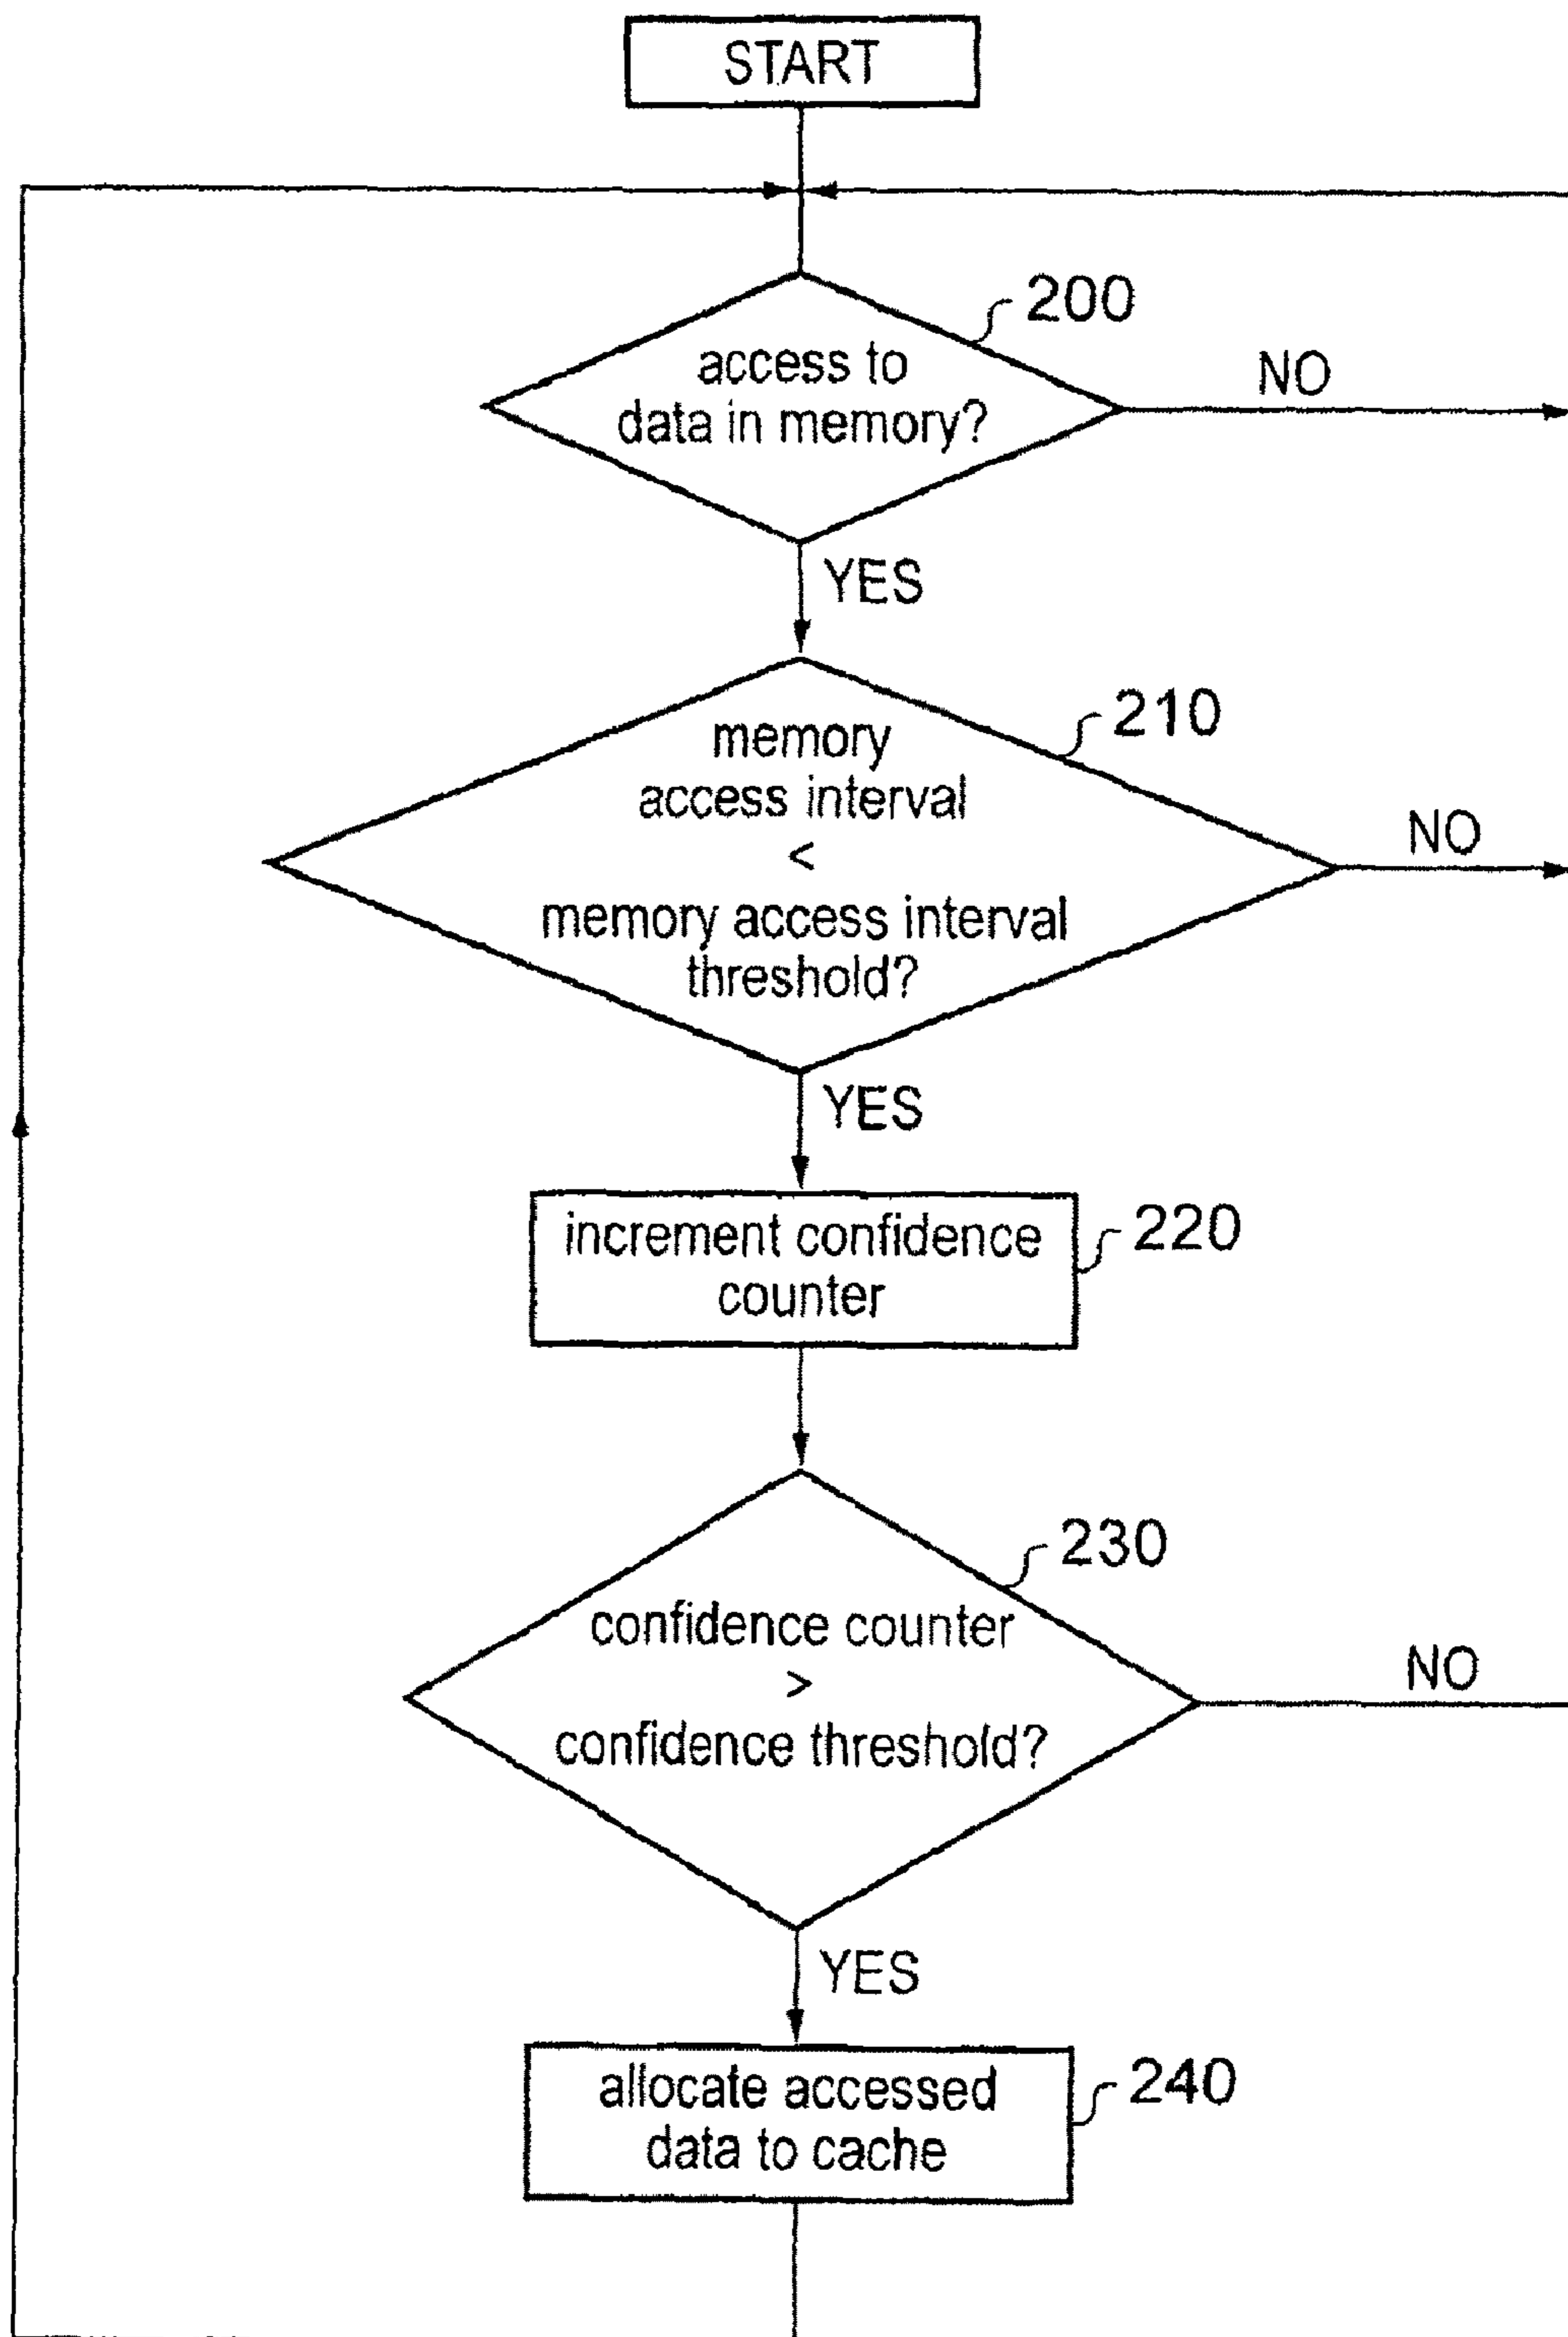 START
200
access to
data in memory?
NO
YES
210
memory
access interval
<
memory access interval
threshold?
NO
YES
increment confidence
counter
220
230
confidence counter
>
confidence threshold?
NO
YES
allocate accessed
data to cache
240